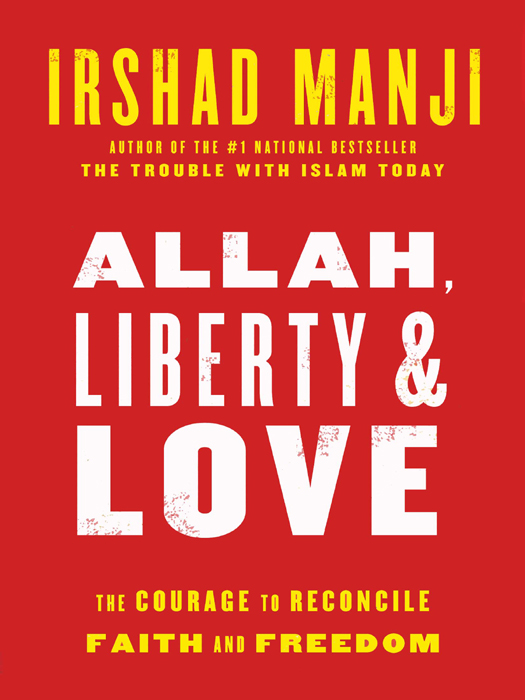 IRSHAD MANJI
AUTHOR OF THE #1 NATIONAL BESTSELLER
THE TROUBLE WITH ISLAM TODAY
ALLAH,
LIBERTY &
LOVE
THE COURAGE TO RECONCILE
FAITH AND FREEDOM